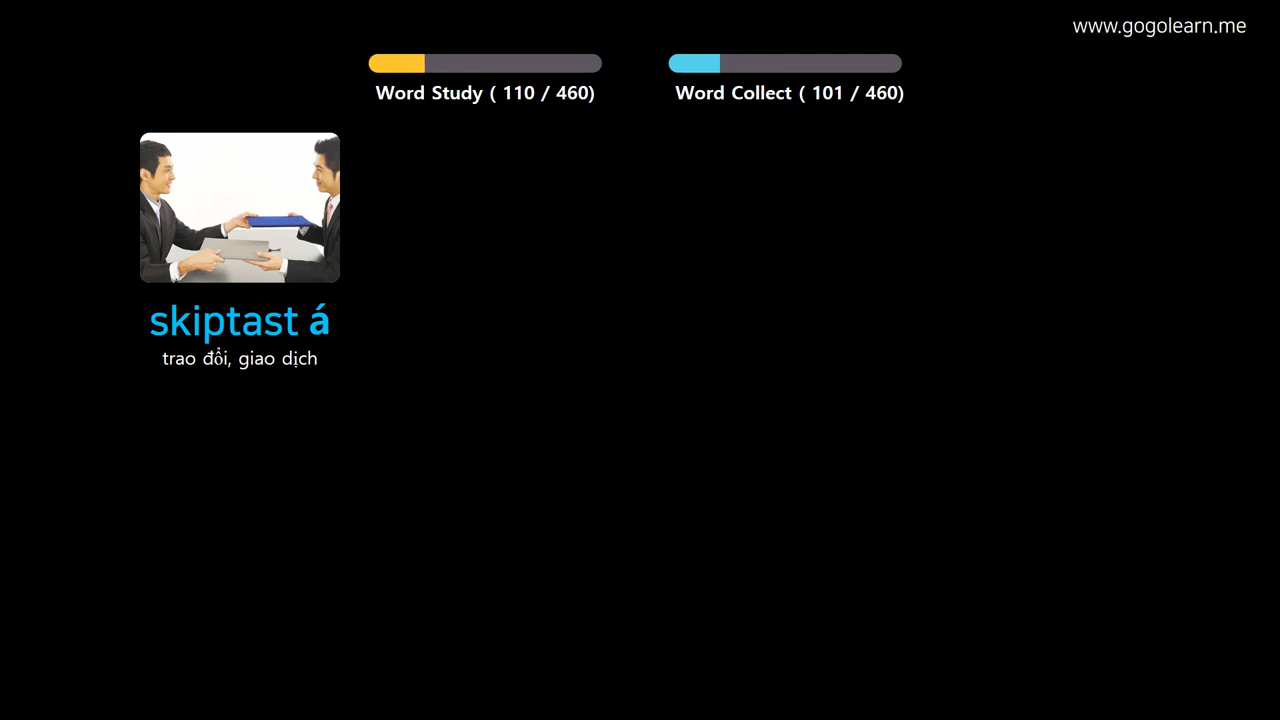 www.gogolearn.me
Word Study ( 110 / 460)
Word Collect ( 101 / 460)
skiptast á
trao đổi, giao dịch